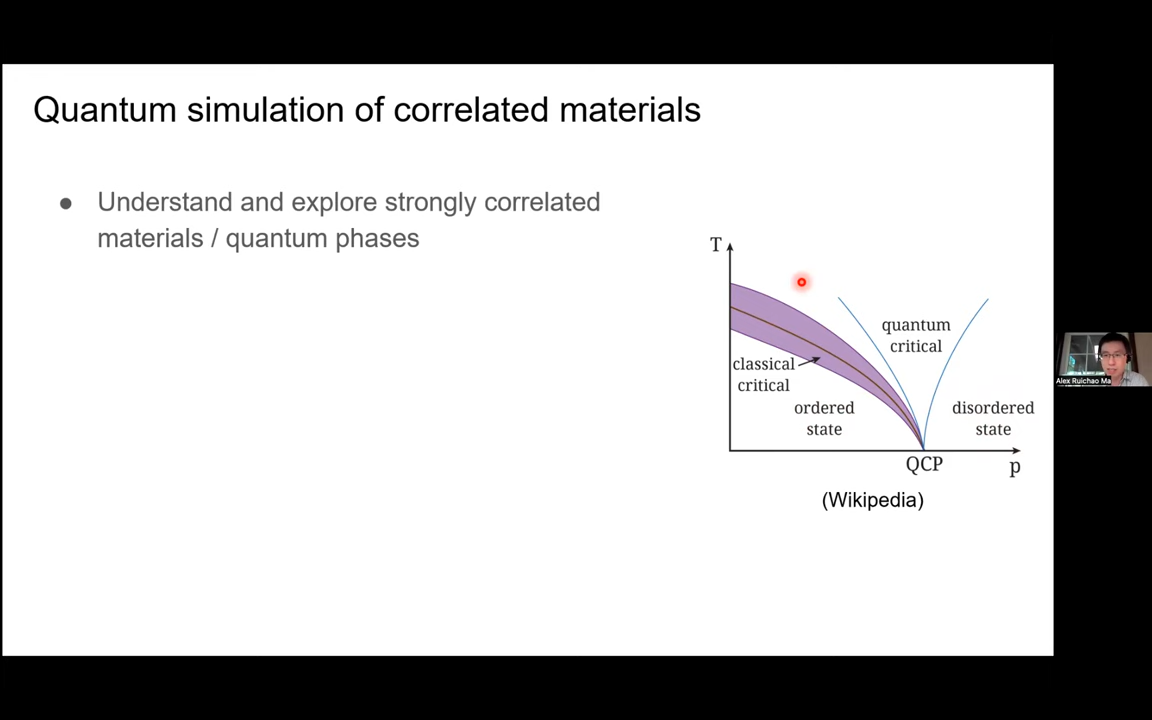 Quantum simulation of correlated materials
● Understand and explore strongly correlated
materials / quantum phases
T
quantum
critical
classical
critical
ordered
state
disordered
state
QCP
p
(Wikipedia)
Alex Ruichao Ma